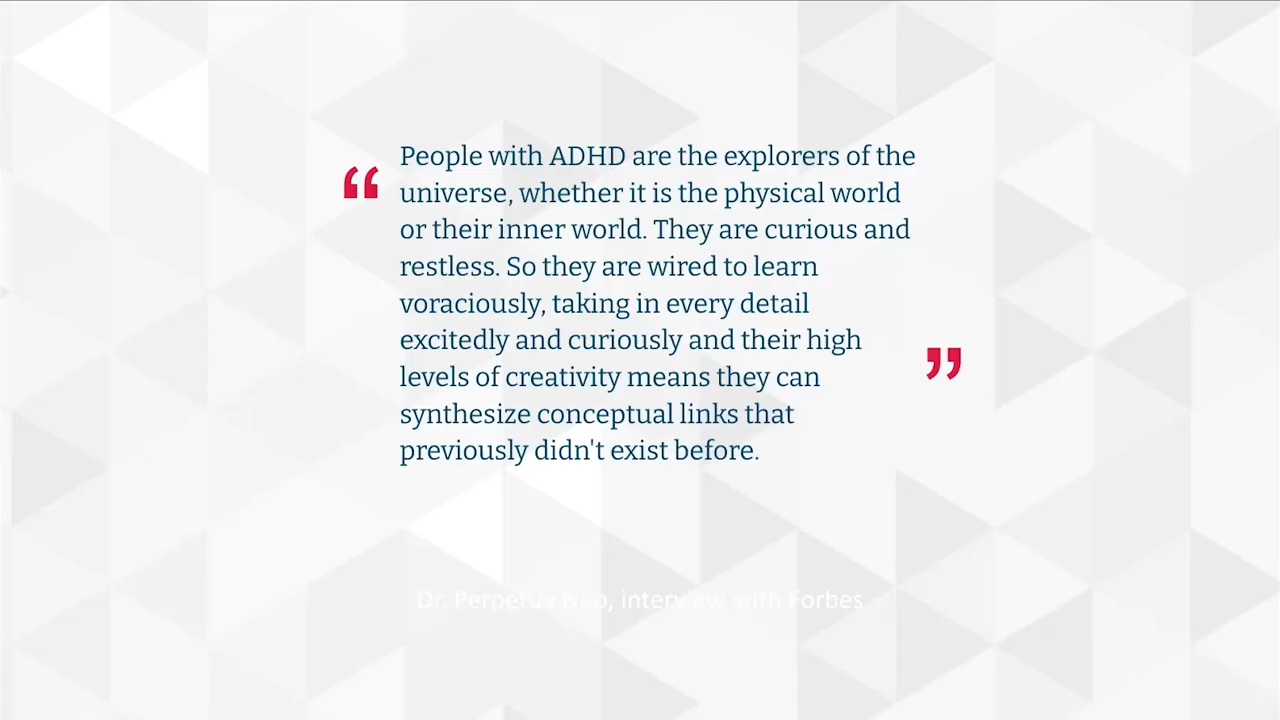 “ People with ADHD are the explorers of the
universe, whether it is the physical world
or their inner world. They are curious and
restless. So they are wired to learn
voraciously, taking in every detail
excitedly and curiously and their high
levels of creativity means they can
synthesize conceptual links that
previously didn't exist before. ”
Dr. Perpetua Neo, interview with Forbes